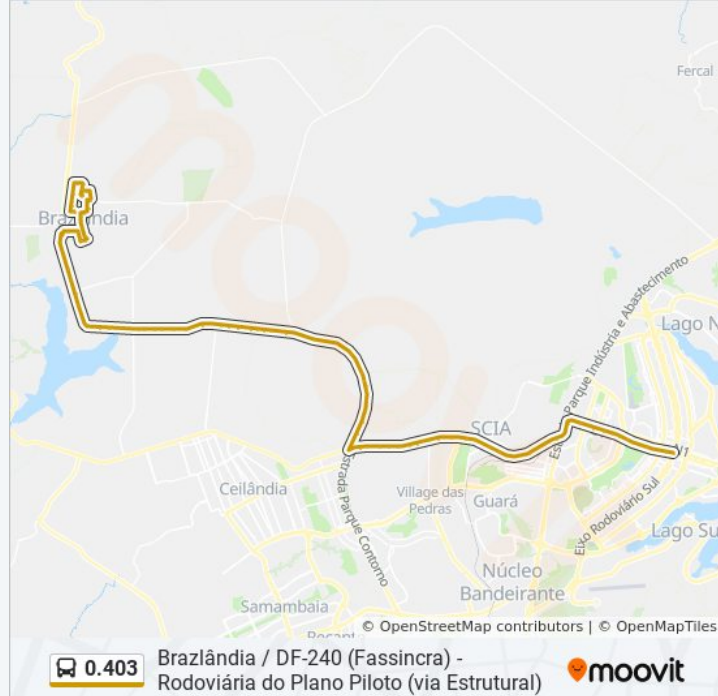 Fercal
Brazlândia
Estrada Parque Indústria e Abastecimento
Lago N
SCIA
N1
Ceilândia
Village das
Pedras
Guará
Estrada Parque Contorno
Eixo Rodoviário Sul
Lago Su
Núcleo
Bandeirante
Samambaia
Recant
© OpenStreetMap contributors | © OpenMapTiles
0.403
Brazlândia / DF-240 (Fassincra) -
Rodoviária do Plano Piloto (via Estrutural)
moovit